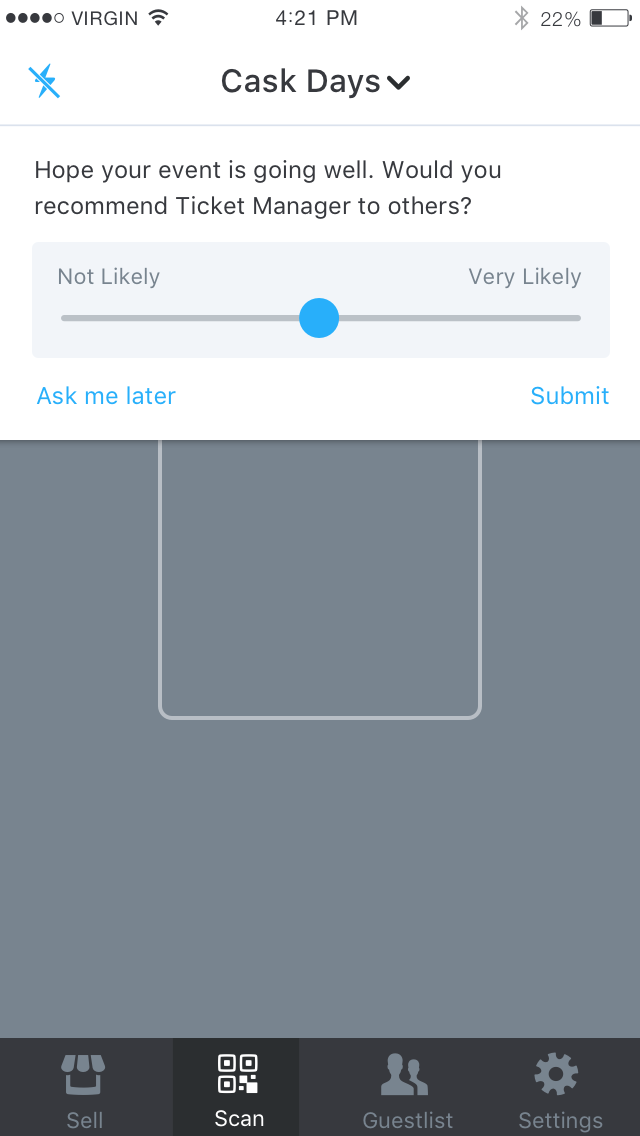 VIRGIN 4:21 PM 22%
Cask Days
Hope your event is going well. Would you
recommend Ticket Manager to others?
Not Likely Very Likely
Ask me later Submit
Sell Scan Guestlist Settings